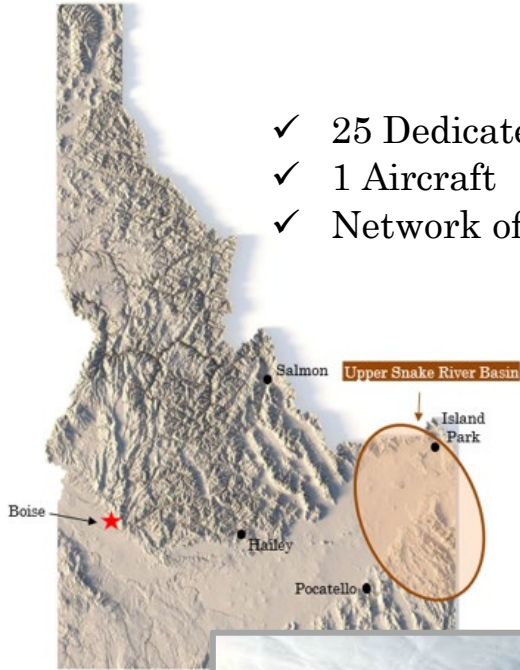 ✓ 25 Dedicate
✓ 1 Aircraft
✓ Network of
Salmon
Upper Snake River Basin
Island
Park
Boise
Hailey
Pocatello